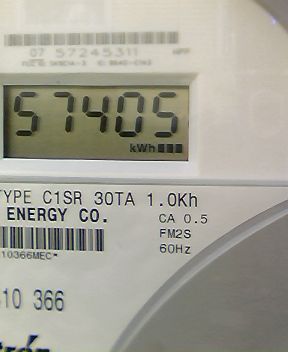 07 57245311
57405
kWh
TYPE C1SR 30TA 1.0Kh
ENERGY CO.
CA 0.5
FM2S
60Hz
10366MEC*
10 366